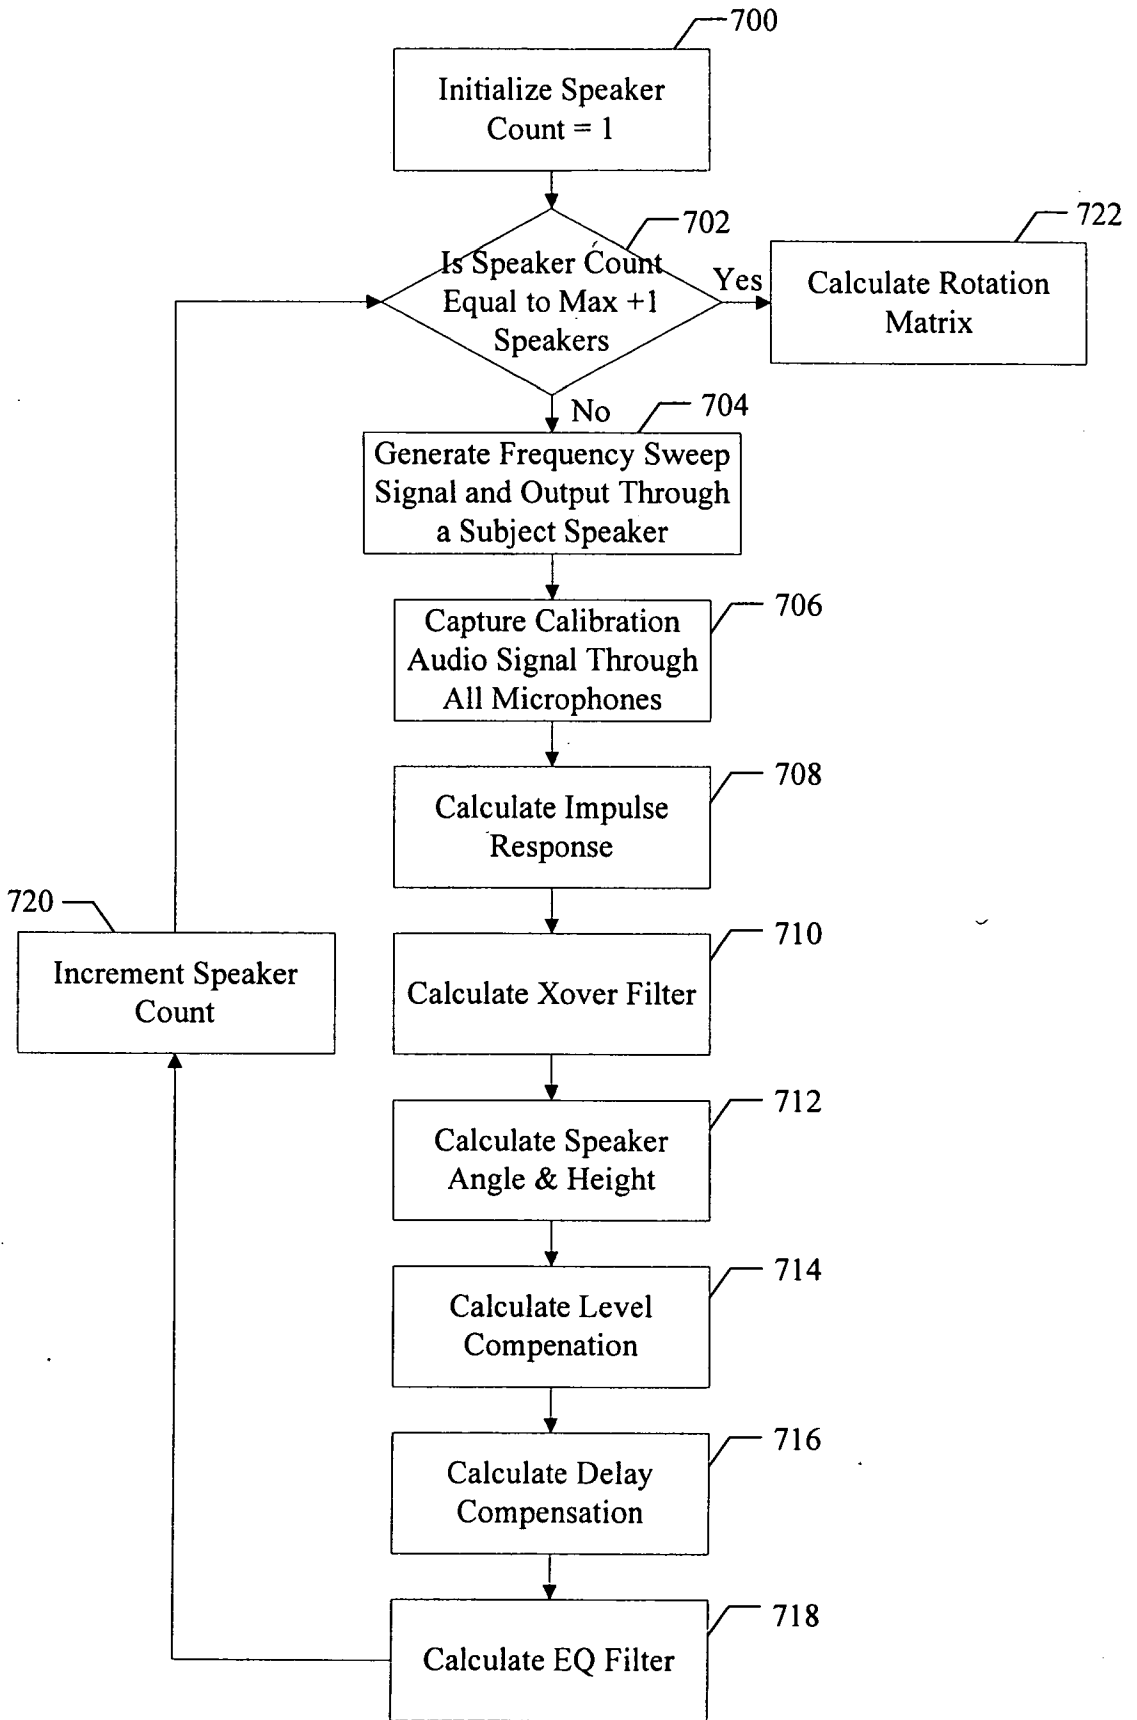 700
Initialize Speaker
Count = 1
702
722
Is Speaker Count
Equal to Max +1
Speakers
Yes
Calculate Rotation
Matrix
No
704
Generate Frequency Sweep
Signal and Output Through
a Subject Speaker
706
Capture Calibration
Audio Signal Through
All Microphones
708
Calculate Impulse
Response
710
Calculate Xover Filter
720
Increment Speaker
Count
712
Calculate Speaker
Angle & Height
714
Calculate Level
Compenation
716
Calculate Delay
Compensation
718
Calculate EQ Filter